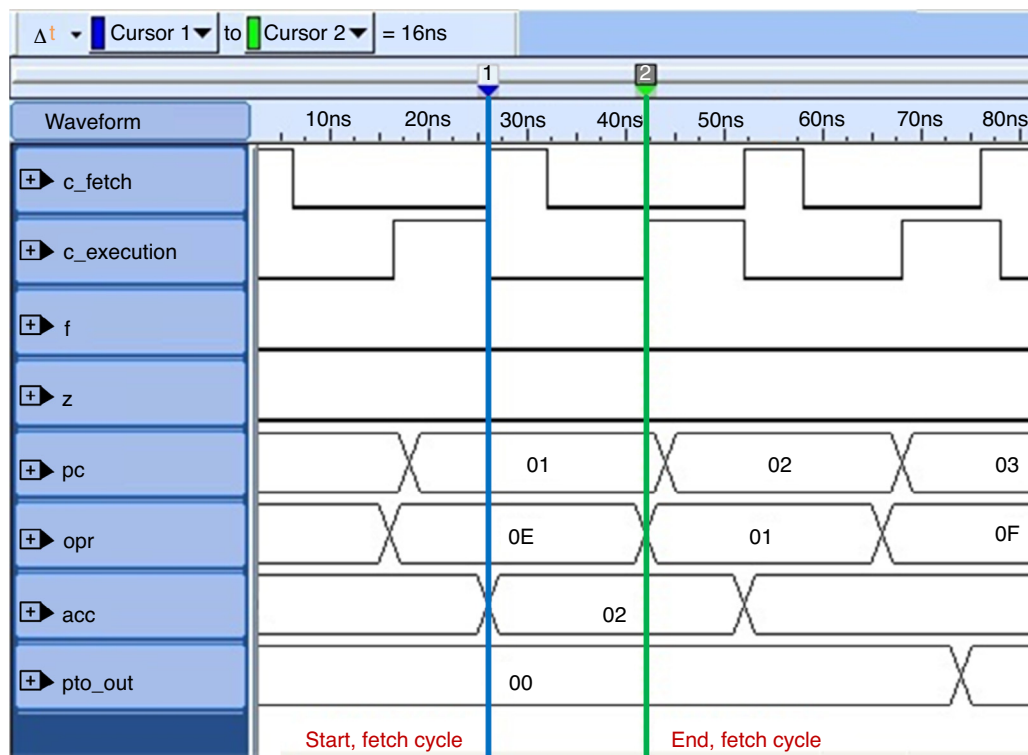 Δt Cursor 1 to Cursor 2 = 16ns
1 2
Waveform 10ns 20ns 30ns 40ns 50ns 60ns 70ns 80ns
c_fetch
c_execution
f
z
pc 01 02 03
opr 0E 01 0F
acc 02
pto_out 00
Start, fetch cycle End, fetch cycle